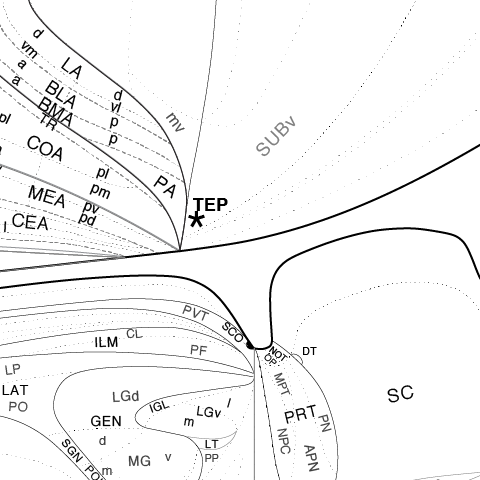 d
vm
LA
a
BLA
d
a
BMA
vl
mv
pl
TR
p
SUBv
p
COA
pl
PA
pm
MEA
pv
TEP
pd
*
CEA
l
PVT
SCO
CL
ILM
PF
NOT
DT
OP
LP
MPT
LAT
LGd
SC
PO
IGL
LGv
l
GEN
m
PRT
PN
d
LT
NPC
SGN
PP
MG
v
APN
PO
m